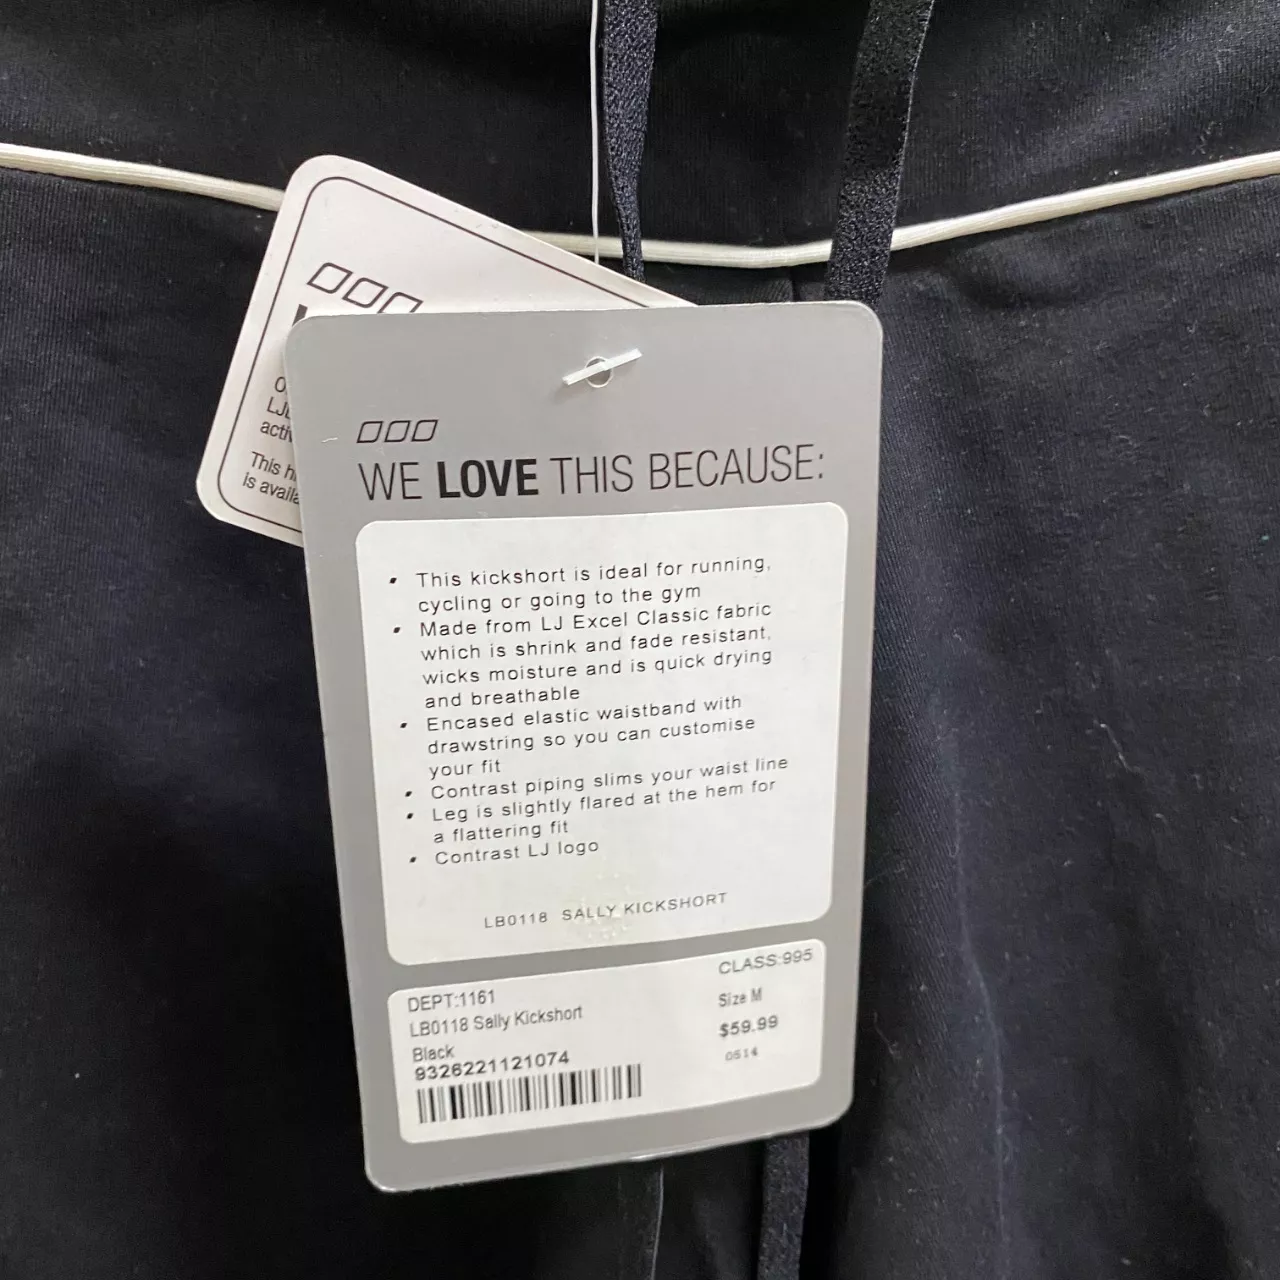 WE LOVE THIS BECAUSE:
• This kickshort is ideal for running,
cycling or going to the gym
• Made from LJ Excel Classic fabric
which is shrink and fade resistant,
wicks moisture and is quick drying
and breathable
• Encased elastic waistband with
drawstring so you can customise
your fit
• Contrast piping slims your waist line
• Leg is slightly flared at the hem for
a flattering fit
• Contrast LJ logo
LB0118 SALLY KICKSHORT
DEPT:1161
CLASS:995
LB0118 Sally Kickshort
Size M
Black
$59.99
9326221121074
0514
This
is